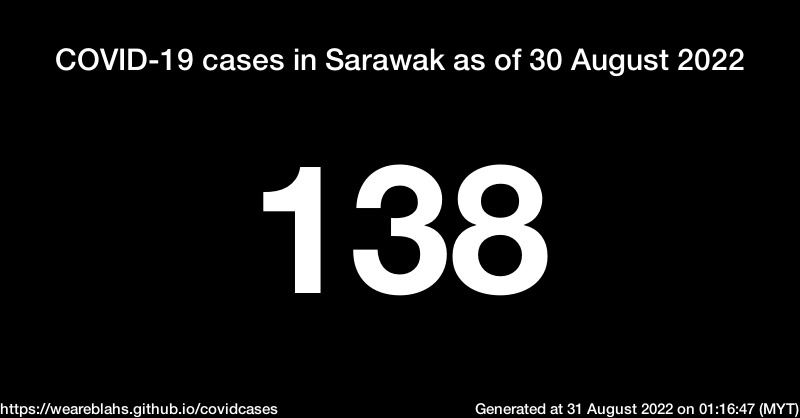 COVID-19 cases in Sarawak as of 30 August 2022
138
https://weareblahs.github.io/covidcases
Generated at 31 August 2022 on 01:16:47 (MYT)